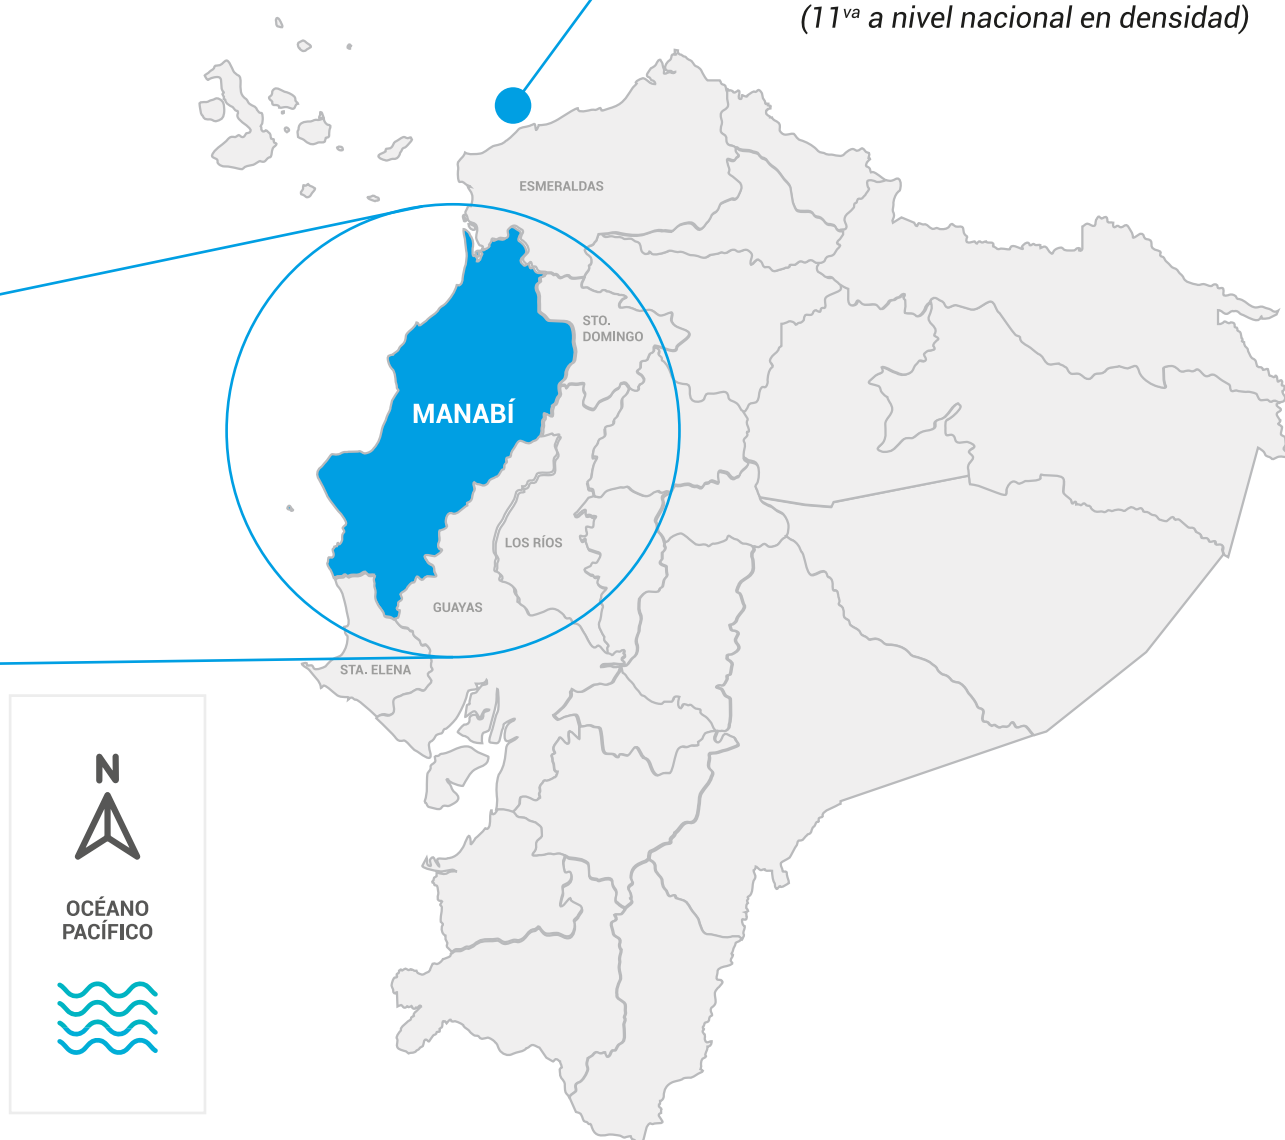 (11va a nivel nacional en densidad)
ESMERALDAS
STO.
DOMINGO
MANABÍ
LOS RÍOS
GUAYAS
STA. ELENA
N
OCÉANO
PACÍFICO